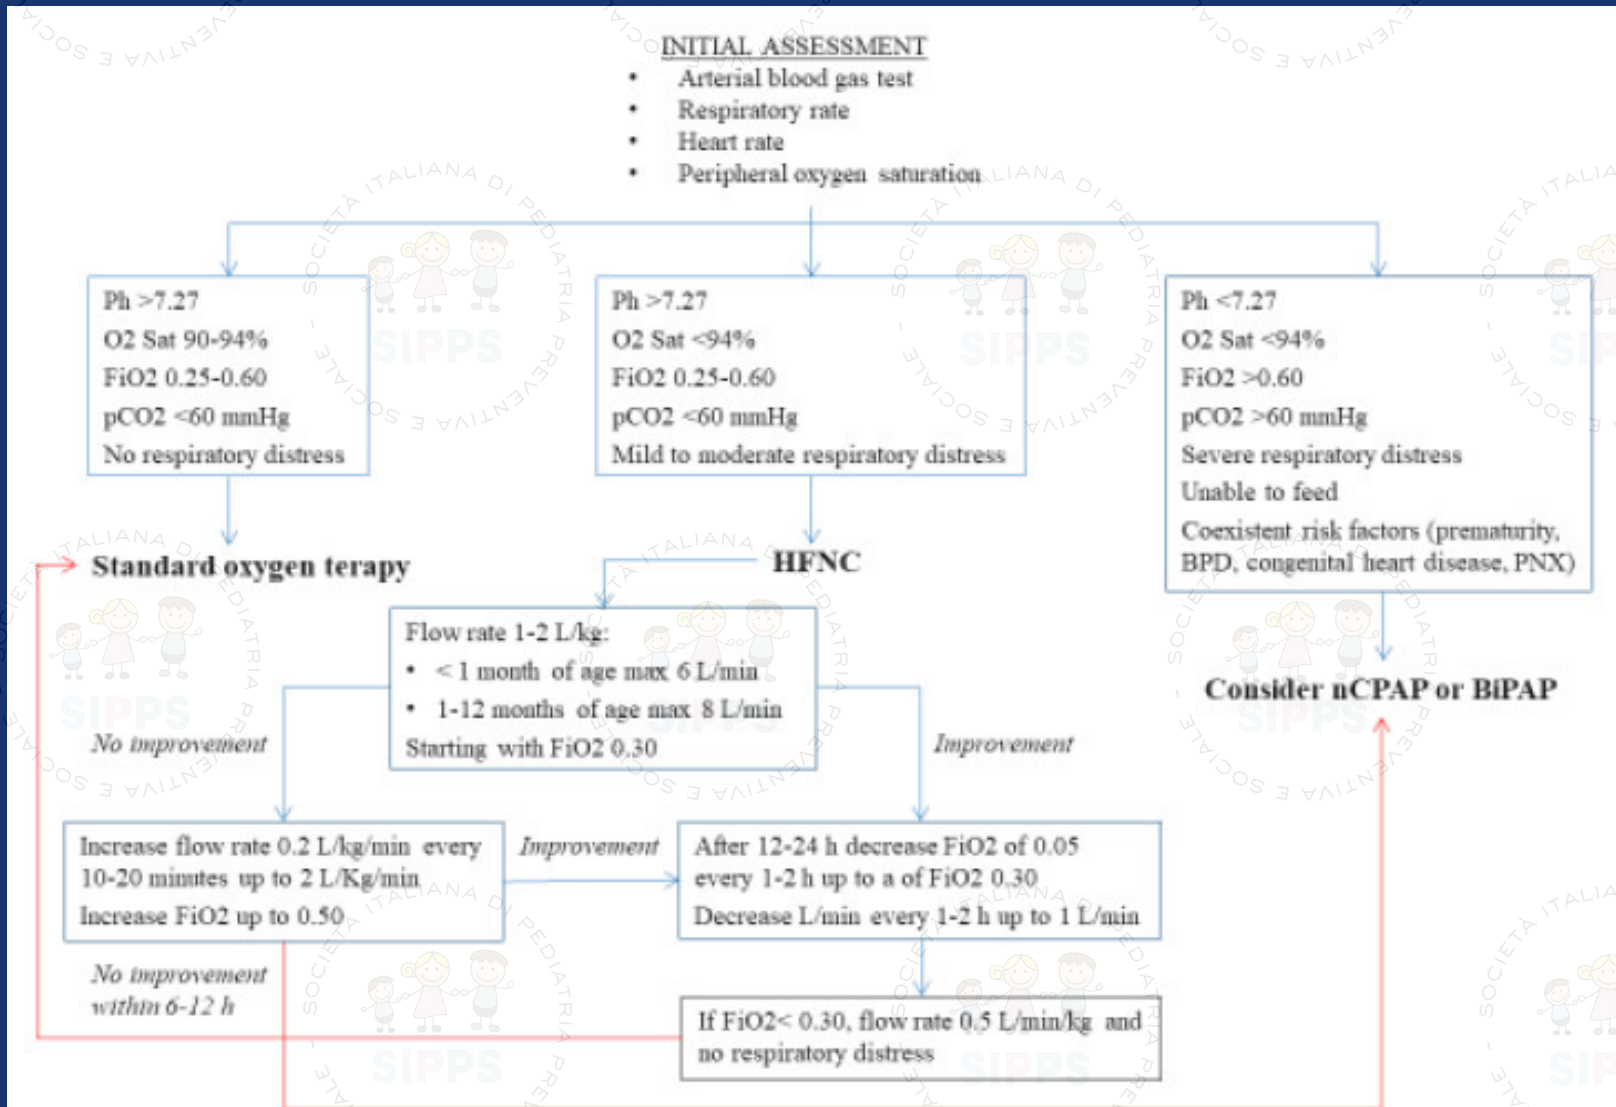 INITIAL ASSESSMENT
• Arterial blood gas test
• Respiratory rate
• Heart rate
• Peripheral oxygen saturation
Ph >7.27
O2 Sat 90-94%
FiO2 0.25-0.60
pCO2 <60 mmHg
No respiratory distress
Ph >7.27
O2 Sat <94%
FiO2 0.25-0.60
pCO2 <60 mmHg
Mild to moderate respiratory distress
Ph <7.27
O2 Sat <94%
FiO2 >0.60
pCO2 >60 mmHg
Severe respiratory distress
Unable to feed
Coexistent risk factors (prematurity,
BPD, congenital heart disease, PNX)
Standard oxygen terapy
HFNC
Consider nCPAP or BiPAP
Flow rate 1-2 L/kg:
• < 1 month of age max 6 L/min
• 1-12 months of age max 8 L/min
Starting with FiO2 0.30
No improvement
Improvement
Increase flow rate 0.2 L/kg/min every
10-20 minutes up to 2 L/Kg/min
Increase FiO2 up to 0.50
Improvement
After 12-24 h decrease FiO2 of 0.05
every 1-2 h up to a of FiO2 0.30
Decrease L/min every 1-2 h up to 1 L/min
No improvement
within 6-12 h
If FiO2< 0.30, flow rate 0.5 L/min/kg and
no respiratory distress
SOCIETÀ ITALIANA DI PEDIATRIA PREVENTIVA E SOCIALE
SIPPS